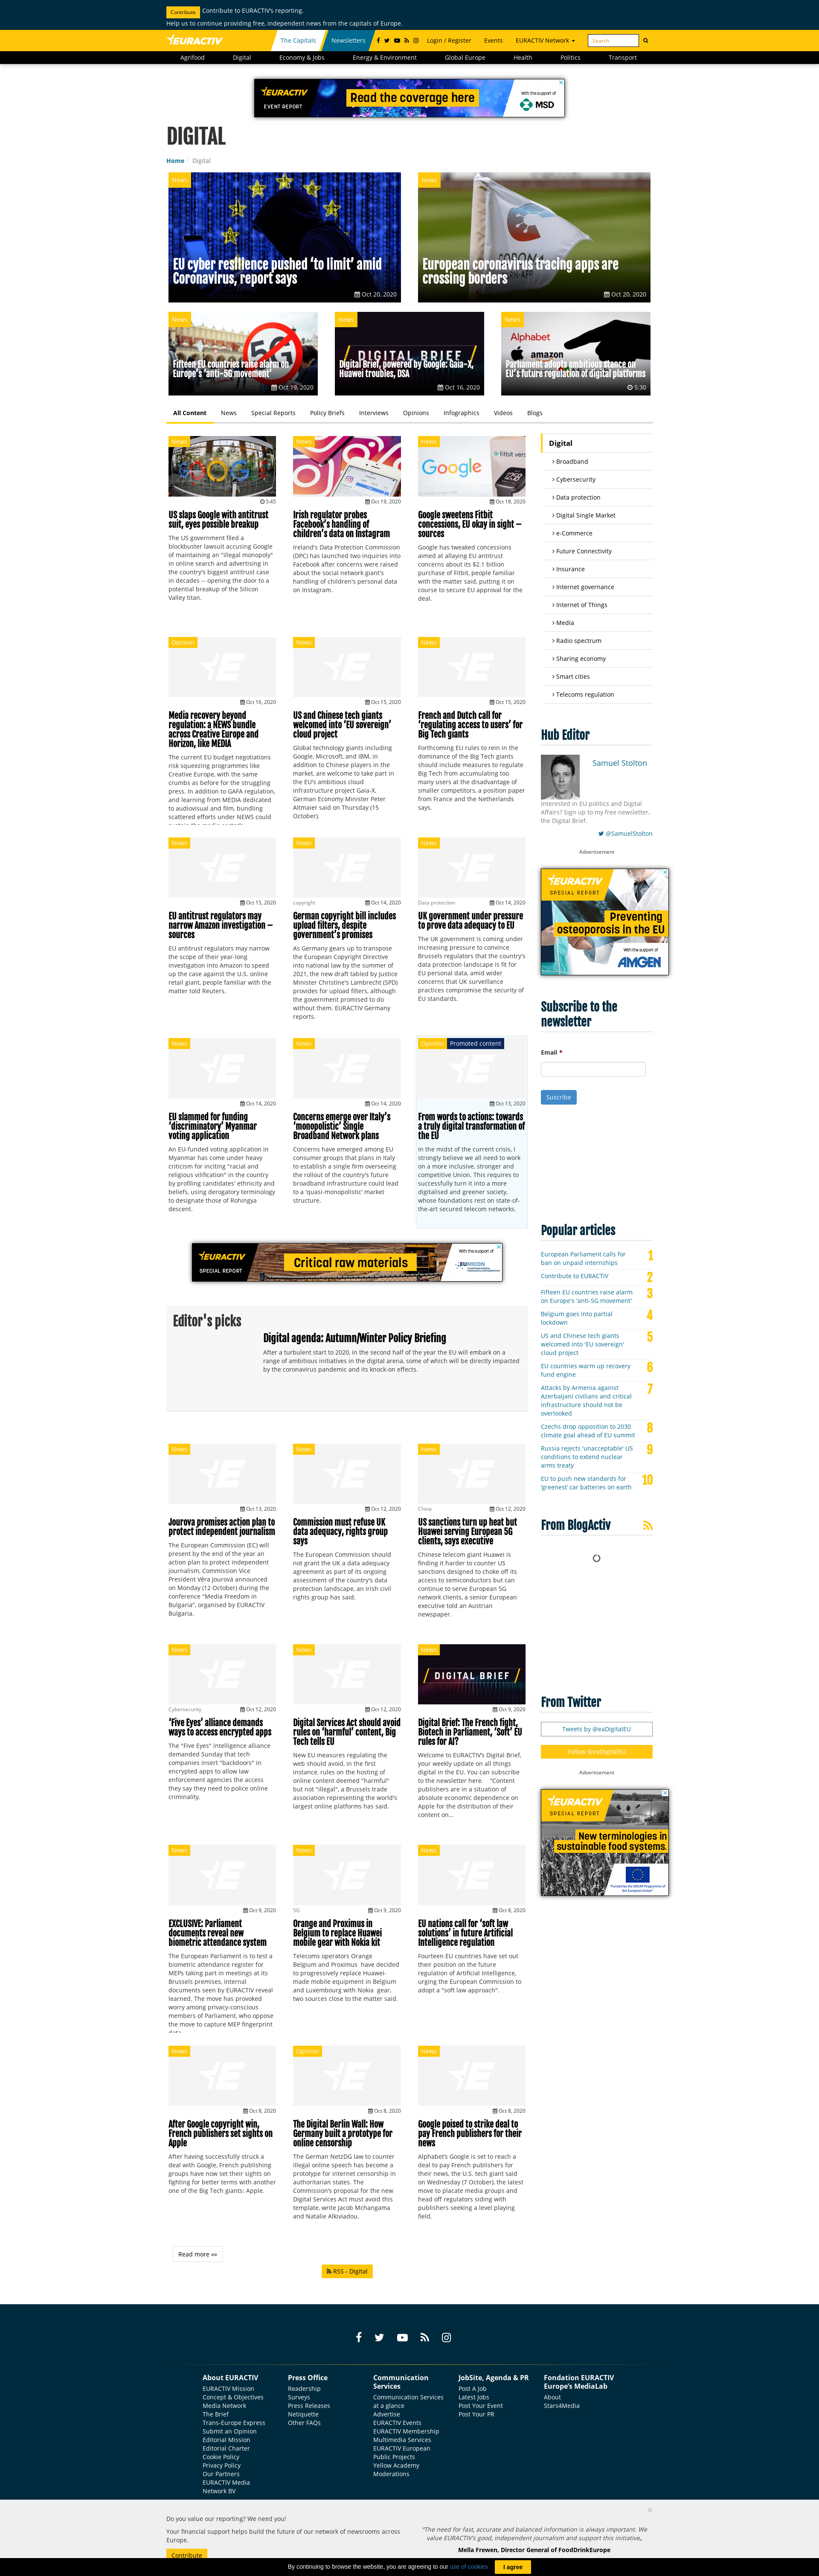 Contribute Contribute to EURACTIV's reporting.
Help us to continue providing free, independent news from the capitals of Europe.
EURACTIV The Capitals Newsletters Login / Register Events EURACTIV Network Search
Agrifood Digital Economy & Jobs Energy & Environment Global Europe Health Politics Transport
EURACTIV
EVENT REPORT
Read the coverage here
With the support of
MSD
DIGITAL
Home / Digital
News
EU cyber resilience pushed ‘to limit’ amid Coronavirus, report says
Oct 20, 2020
News
European coronavirus tracing apps are crossing borders
Oct 20, 2020
News
Fifteen EU countries raise alarm on Europe's 'anti-5G movement'
Oct 19, 2020
News
DIGITAL BRIEF
Digital Brief, powered by Google: Gaia-X, Huawei troubles, DSA
Oct 16, 2020
News
Alphabet
amazon
Parliament adopts ambitious stance on EU’s future regulation of digital platforms
5:30
All Content News Special Reports Policy Briefs Interviews Opinions Infographics Videos Blogs
News
5:45
US slaps Google with antitrust suit, eyes possible breakup
The US government filed a blockbuster lawsuit accusing Google of maintaining an "illegal monopoly" in online search and advertising in the country's biggest antitrust case in decades -- opening the door to a potential breakup of the Silicon Valley titan.
News
Oct 19, 2020
Irish regulator probes Facebook’s handling of children’s data on Instagram
Ireland's Data Protection Commission (DPC) has launched two inquiries into Facebook after concerns were raised about the social network giant's handling of children's personal data on Instagram.
News
Google
Oct 18, 2020
Google sweetens Fitbit concessions, EU okay in sight – sources
Google has tweaked concessions aimed at allaying EU antitrust concerns about its $2.1 billion purchase of Fitbit, people familiar with the matter said, putting it on course to secure EU approval for the deal.
Opinion
Oct 16, 2020
Media recovery beyond regulation: a NEWS bundle across Creative Europe and Horizon, like MEDIA
The current EU budget negotiations risk squeezing programmes like Creative Europe, with the same crumbs as before for the struggling press. In addition to GAFA regulation, and learning from MEDIA dedicated to audiovisual and film, bundling scattered efforts under NEWS could
News
Oct 15, 2020
US and Chinese tech giants welcomed into ‘EU sovereign’ cloud project
Global technology giants including Google, Microsoft, and IBM, in addition to Chinese players in the market, are welcome to take part in the EU's ambitious cloud infrastructure project Gaia-X, German Economy Minister Peter Altmaier said on Thursday (15 October).
News
Oct 15, 2020
French and Dutch call for ‘regulating access to users’ for Big Tech giants
Forthcoming EU rules to rein in the dominance of the Big Tech giants should include measures to regulate Big Tech from accumulating too many users at the disadvantage of smaller competitors, a position paper from France and the Netherlands says.
News
Oct 15, 2020
EU antitrust regulators may narrow Amazon investigation – sources
EU antitrust regulators may narrow the scope of their year-long investigation into Amazon to speed up the case against the U.S. online retail giant, people familiar with the matter told Reuters.
News
copyright Oct 14, 2020
German copyright bill includes upload filters, despite government’s promises
As Germany gears up to transpose the European Copyright Directive into national law by the summer of 2021, the new draft tabled by Justice Minister Christine's Lambrecht (SPD) provides for upload filters, although the government promised to do without them. EURACTIV Germany reports.
News
Data protection Oct 14, 2020
UK government under pressure to prove data adequacy to EU
The UK government is coming under increasing pressure to convince Brussels regulators that the country's data protection landscape is fit for EU personal data, amid wider concerns that UK surveillance practices compromise the security of EU standards.
News
Oct 14, 2020
EU slammed for funding ‘discriminatory’ Myanmar voting application
An EU-funded voting application in Myanmar has come under heavy criticism for inciting "racial and religious vilification" in the country by profiling candidates' ethnicity and beliefs, using derogatory terminology to designate those of Rohingya descent.
News
Oct 14, 2020
Concerns emerge over Italy’s ‘monopolistic’ Single Broadband Network plans
Concerns have emerged among EU consumer groups that plans in Italy to establish a single firm overseeing the rollout of the country's future broadband infrastructure could lead to a 'quasi-monopolistic' market structure.
Opinion Promoted content
Oct 13, 2020
From words to actions: towards a truly digital transformation of the EU
In the midst of the current crisis, I strongly believe we all need to work on a more inclusive, stronger and competitive Union. This requires to successfully turn it into a more digitalised and greener society, whose foundations rest on state-of-the-art secured telecom networks.
EURACTIV
SPECIAL REPORT
Critical raw materials
With the support of
EUMICON
Editor's picks
Digital agenda: Autumn/Winter Policy Briefing
After a turbulent start to 2020, in the second half of the year the EU will embark on a range of ambitious initiatives in the digital arena, some of which will be directly impacted by the coronavirus pandemic and its knock-on effects.
News
Oct 13, 2020
Jourova promises action plan to protect independent journalism
The European Commission (EC) will present by the end of the year an action plan to protect independent journalism, Commission Vice President Věra Jourová announced on Monday (12 October) during the conference "Media Freedom in Bulgaria", organised by EURACTIV Bulgaria.
News
Oct 12, 2020
Commission must refuse UK data adequacy, rights group says
The European Commission should not grant the UK a data adequacy agreement as part of its ongoing assessment of the country's data protection landscape, an Irish civil rights group has said.
News
China Oct 12, 2020
US sanctions turn up heat but Huawei serving European 5G clients, says executive
Chinese telecom giant Huawei is finding it harder to counter US sanctions designed to choke off its access to semiconductors but can continue to serve European 5G network clients, a senior European executive told an Austrian newspaper.
News
Cybersecurity Oct 12, 2020
‘Five Eyes’ alliance demands ways to access encrypted apps
The "Five Eyes" intelligence alliance demanded Sunday that tech companies insert "backdoors" in encrypted apps to allow law enforcement agencies the access they say they need to police online criminality.
News
Oct 12, 2020
Digital Services Act should avoid rules on ‘harmful’ content, Big Tech tells EU
New EU measures regulating the web should avoid, in the first instance, rules on the hosting of online content deemed "harmful" but not "illegal", a Brussels trade association representing the world's largest online platforms has said.
News
DIGITAL BRIEF
Oct 9, 2020
Digital Brief: The French fight, Biotech in Parliament, ‘Soft’ EU rules for AI?
Welcome to EURACTIV’s Digital Brief, your weekly update on all things digital in the EU. You can subscribe to the newsletter here. “Content publishers are in a situation of absolute economic dependence on Apple for the distribution of their content on...
News
Oct 9, 2020
EXCLUSIVE: Parliament documents reveal new biometric attendance system
The European Parliament is to test a biometric attendance register for MEPs taking part in meetings at its Brussels premises, internal documents seen by EURACTIV reveal learned. The move has provoked worry among privacy-conscious members of Parliament, who oppose the move to capture MEP fingerprint
News
5G Oct 9, 2020
Orange and Proximus in Belgium to replace Huawei mobile gear with Nokia kit
Telecoms operators Orange Belgium and Proximus have decided to progressively replace Huawei-made mobile equipment in Belgium and Luxembourg with Nokia gear, two sources close to the matter said.
News
Oct 8, 2020
EU nations call for ‘soft law solutions’ in future Artificial Intelligence regulation
Fourteen EU countries have set out their position on the future regulation of Artificial Intelligence, urging the European Commission to adopt a "soft law approach".
News
Oct 8, 2020
After Google copyright win, French publishers set sights on Apple
After having successfully struck a deal with Google, French publishing groups have now set their sights on fighting for better terms with another one of the Big Tech giants: Apple.
Opinion
Oct 8, 2020
The Digital Berlin Wall: How Germany built a prototype for online censorship
The German NetzDG law to counter illegal online speech has become a prototype for internet censorship in authoritarian states. The Commission’s proposal for the new Digital Services Act must avoid this template, write Jacob Mchangama and Natalie Alkiviadou.
News
Oct 8, 2020
Google poised to strike deal to pay French publishers for their news
Alphabet’s Google is set to reach a deal to pay French publishers for their news, the U.S. tech giant said on Wednesday (7 October), the latest move to placate media groups and head off regulators siding with publishers seeking a level playing field.
Read more »»
RSS - Digital
Digital
Broadband
Cybersecurity
Data protection
Digital Single Market
e-Commerce
Future Connectivity
Insurance
Internet governance
Internet of Things
Media
Radio spectrum
Sharing economy
Smart cities
Telecoms regulation
Hub Editor
Samuel Stolton
Interested in EU politics and Digital Affairs? Sign up to my free newsletter, the Digital Brief.
@SamuelStolton
Advertisement
EURACTIV
SPECIAL REPORT
Preventing osteoporosis in the EU
With the support of
AMGEN
Subscribe to the newsletter
Email *
Suscribe
Popular articles
European Parliament calls for ban on unpaid internships 1
Contribute to EURACTIV 2
Fifteen EU countries raise alarm on Europe's 'anti-5G movement' 3
Belgium goes into partial lockdown 4
US and Chinese tech giants welcomed into 'EU sovereign' cloud project 5
EU countries warm up recovery fund engine 6
Attacks by Armenia against Azerbaijani civilians and critical infrastructure should not be overlooked 7
Czechs drop opposition to 2030 climate goal ahead of EU summit 8
Russia rejects 'unacceptable' US conditions to extend nuclear arms treaty 9
EU to push new standards for ‘greenest’ car batteries on earth 10
From BlogActiv
From Twitter
Tweets by @eaDigitalEU
Follow @eaDigitalEU
Advertisement
EURACTIV
SPECIAL REPORT
New terminologies in sustainable food systems.
About EURACTIV
EURACTIV Mission
Concept & Objectives
Media Network
The Brief
Trans-Europe Express
Submit an Opinion
Editorial Mission
Editorial Charter
Cookie Policy
Privacy Policy
Our Partners
EURACTIV Media Network BV
Press Office
Readership Surveys
Press Releases
Netiquette
Other FAQs
Communication Services
Communication Services at a glance
Advertise
EURACTIV Events
EURACTIV Membership
Multimedia Services
EURACTIV European Public Projects
Yellow Academy
Moderations
JobSite, Agenda & PR
Post A Job
Latest Jobs
Post Your Event
Post Your PR
Fondation EURACTIV Europe’s MediaLab
About
Stars4Media
×
Do you value our reporting? We need you!
Your financial support helps build the future of our network of newsrooms across Europe.
Contribute
“The need for fast, accurate and balanced information is always important. We value EURACTIV’s good, independent journalism and support this initiative„
Mella Frewen, Director General of FoodDrinkEurope
By continuing to browse the website, you are agreeing to our use of cookies I agree